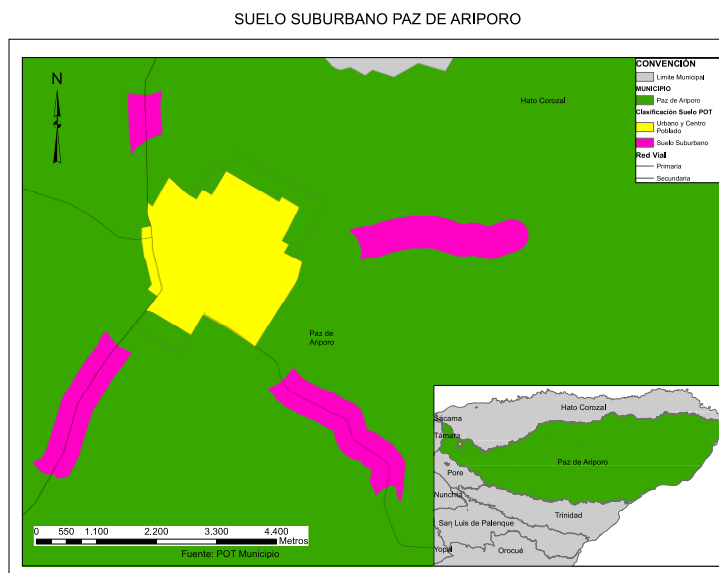 SUELO SUBURBANO PAZ DE ARIPORO
N
Hato Corozal
CONVENCIÓN
Limite Municipal
MUNICIPIO
Paz de Ariporo
Clasificación Suelo POT
Urbano y Centro
Poblado
Suelo Suburbano
Red Vial
Primaria
Secundaria
Paz de
Ariporo
0 550 1.100 2.200 3.300 4.400
Metros
Fuente: POT Municipio
Hato Corozal
Sácama
Támara
Paz de Ariporo
Pore
Nunchía
Trinidad
San Luis de Palenque
Yopal
Orocué